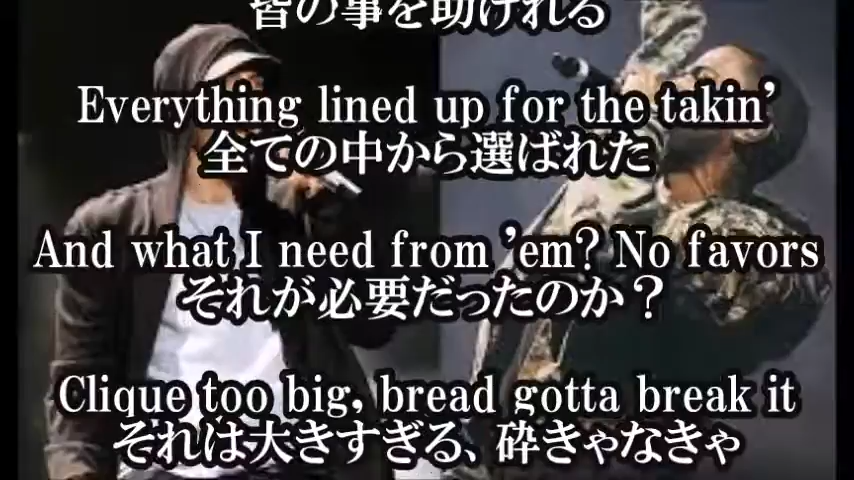 皆の事を助けれる
Everything lined up for the takin'
全ての中から選ばれた
And what I need from 'em? No favors
それが必要だったのか？
Clique too big, bread gotta break it
それは大きすぎる、砕きゃなきゃ